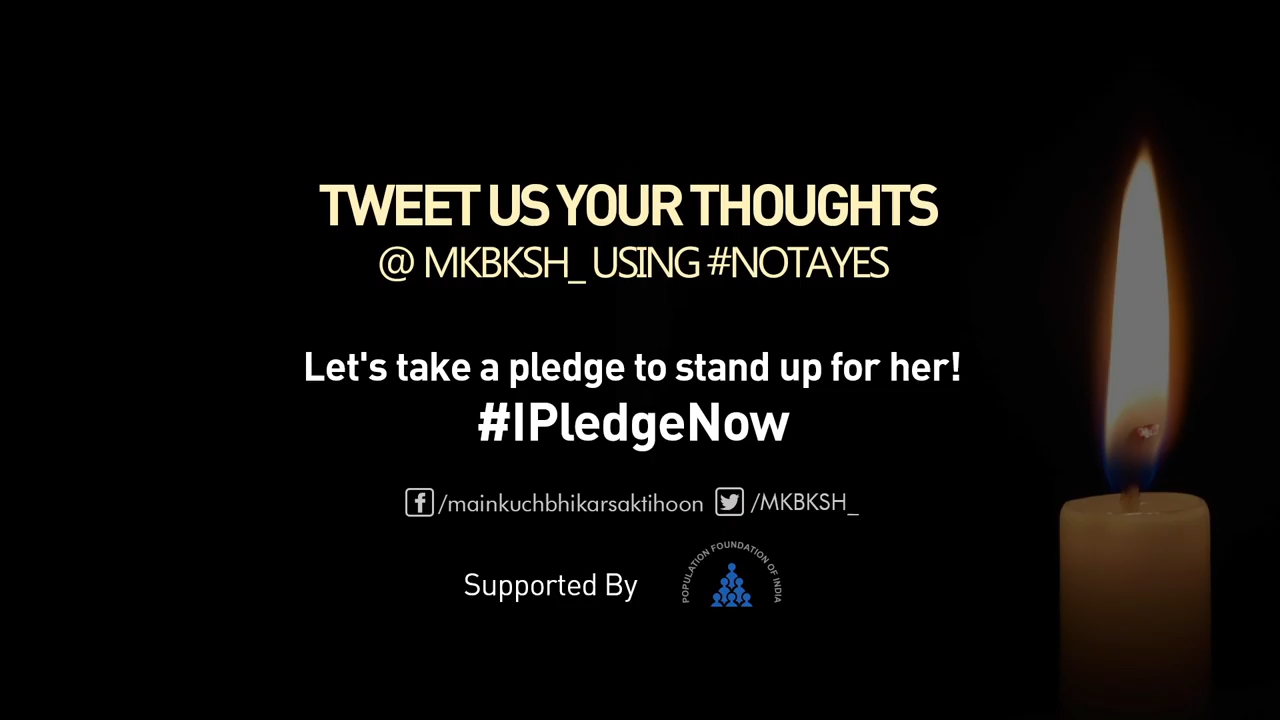 TWEET US YOUR THOUGHTS
@ MKBKSH_ USING #NOTAYES
Let's take a pledge to stand up for her!
#IPledgeNow
/mainkuchbhikarsaktihoon /MKBKSH_
Supported By
POPULATION FOUNDATION OF INDIA